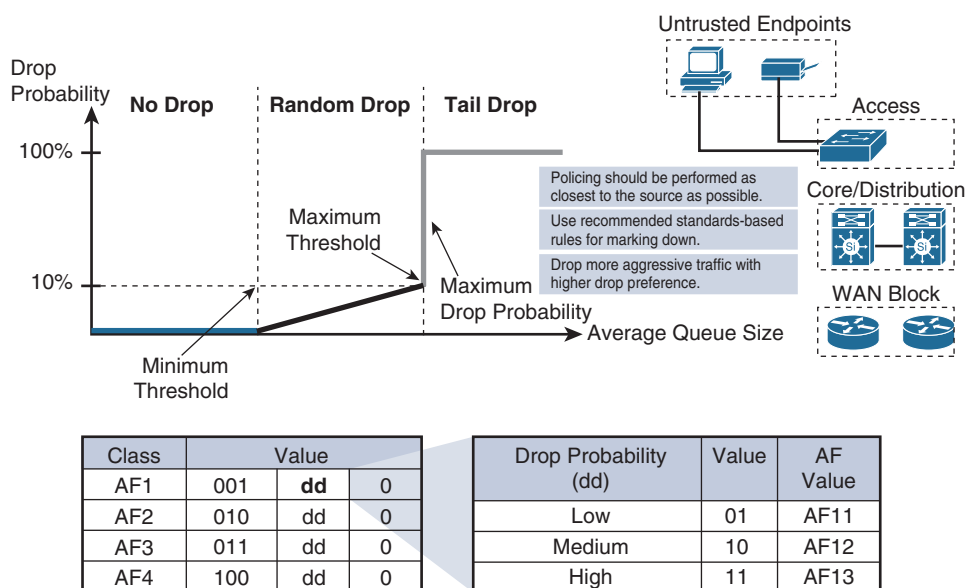 Untrusted Endpoints
Drop
Probability
No Drop
Random Drop
Tail Drop
Access
100%
Policing should be performed as
closest to the source as possible.
Core/Distribution
Maximum
Threshold
Use recommended standards-based
rules for marking down.
Si
Si
Drop more aggressive traffic with
higher drop preference.
10%
Maximum
Drop Probability
WAN Block
Average Queue Size
Minimum
Threshold
Class Value
AF1 001 dd 0
AF2 010 dd 0
AF3 011 dd 0
AF4 100 dd 0
Drop Probability
(dd)
Value
AF
Value
Low 01 AF11
Medium 10 AF12
High 11 AF13